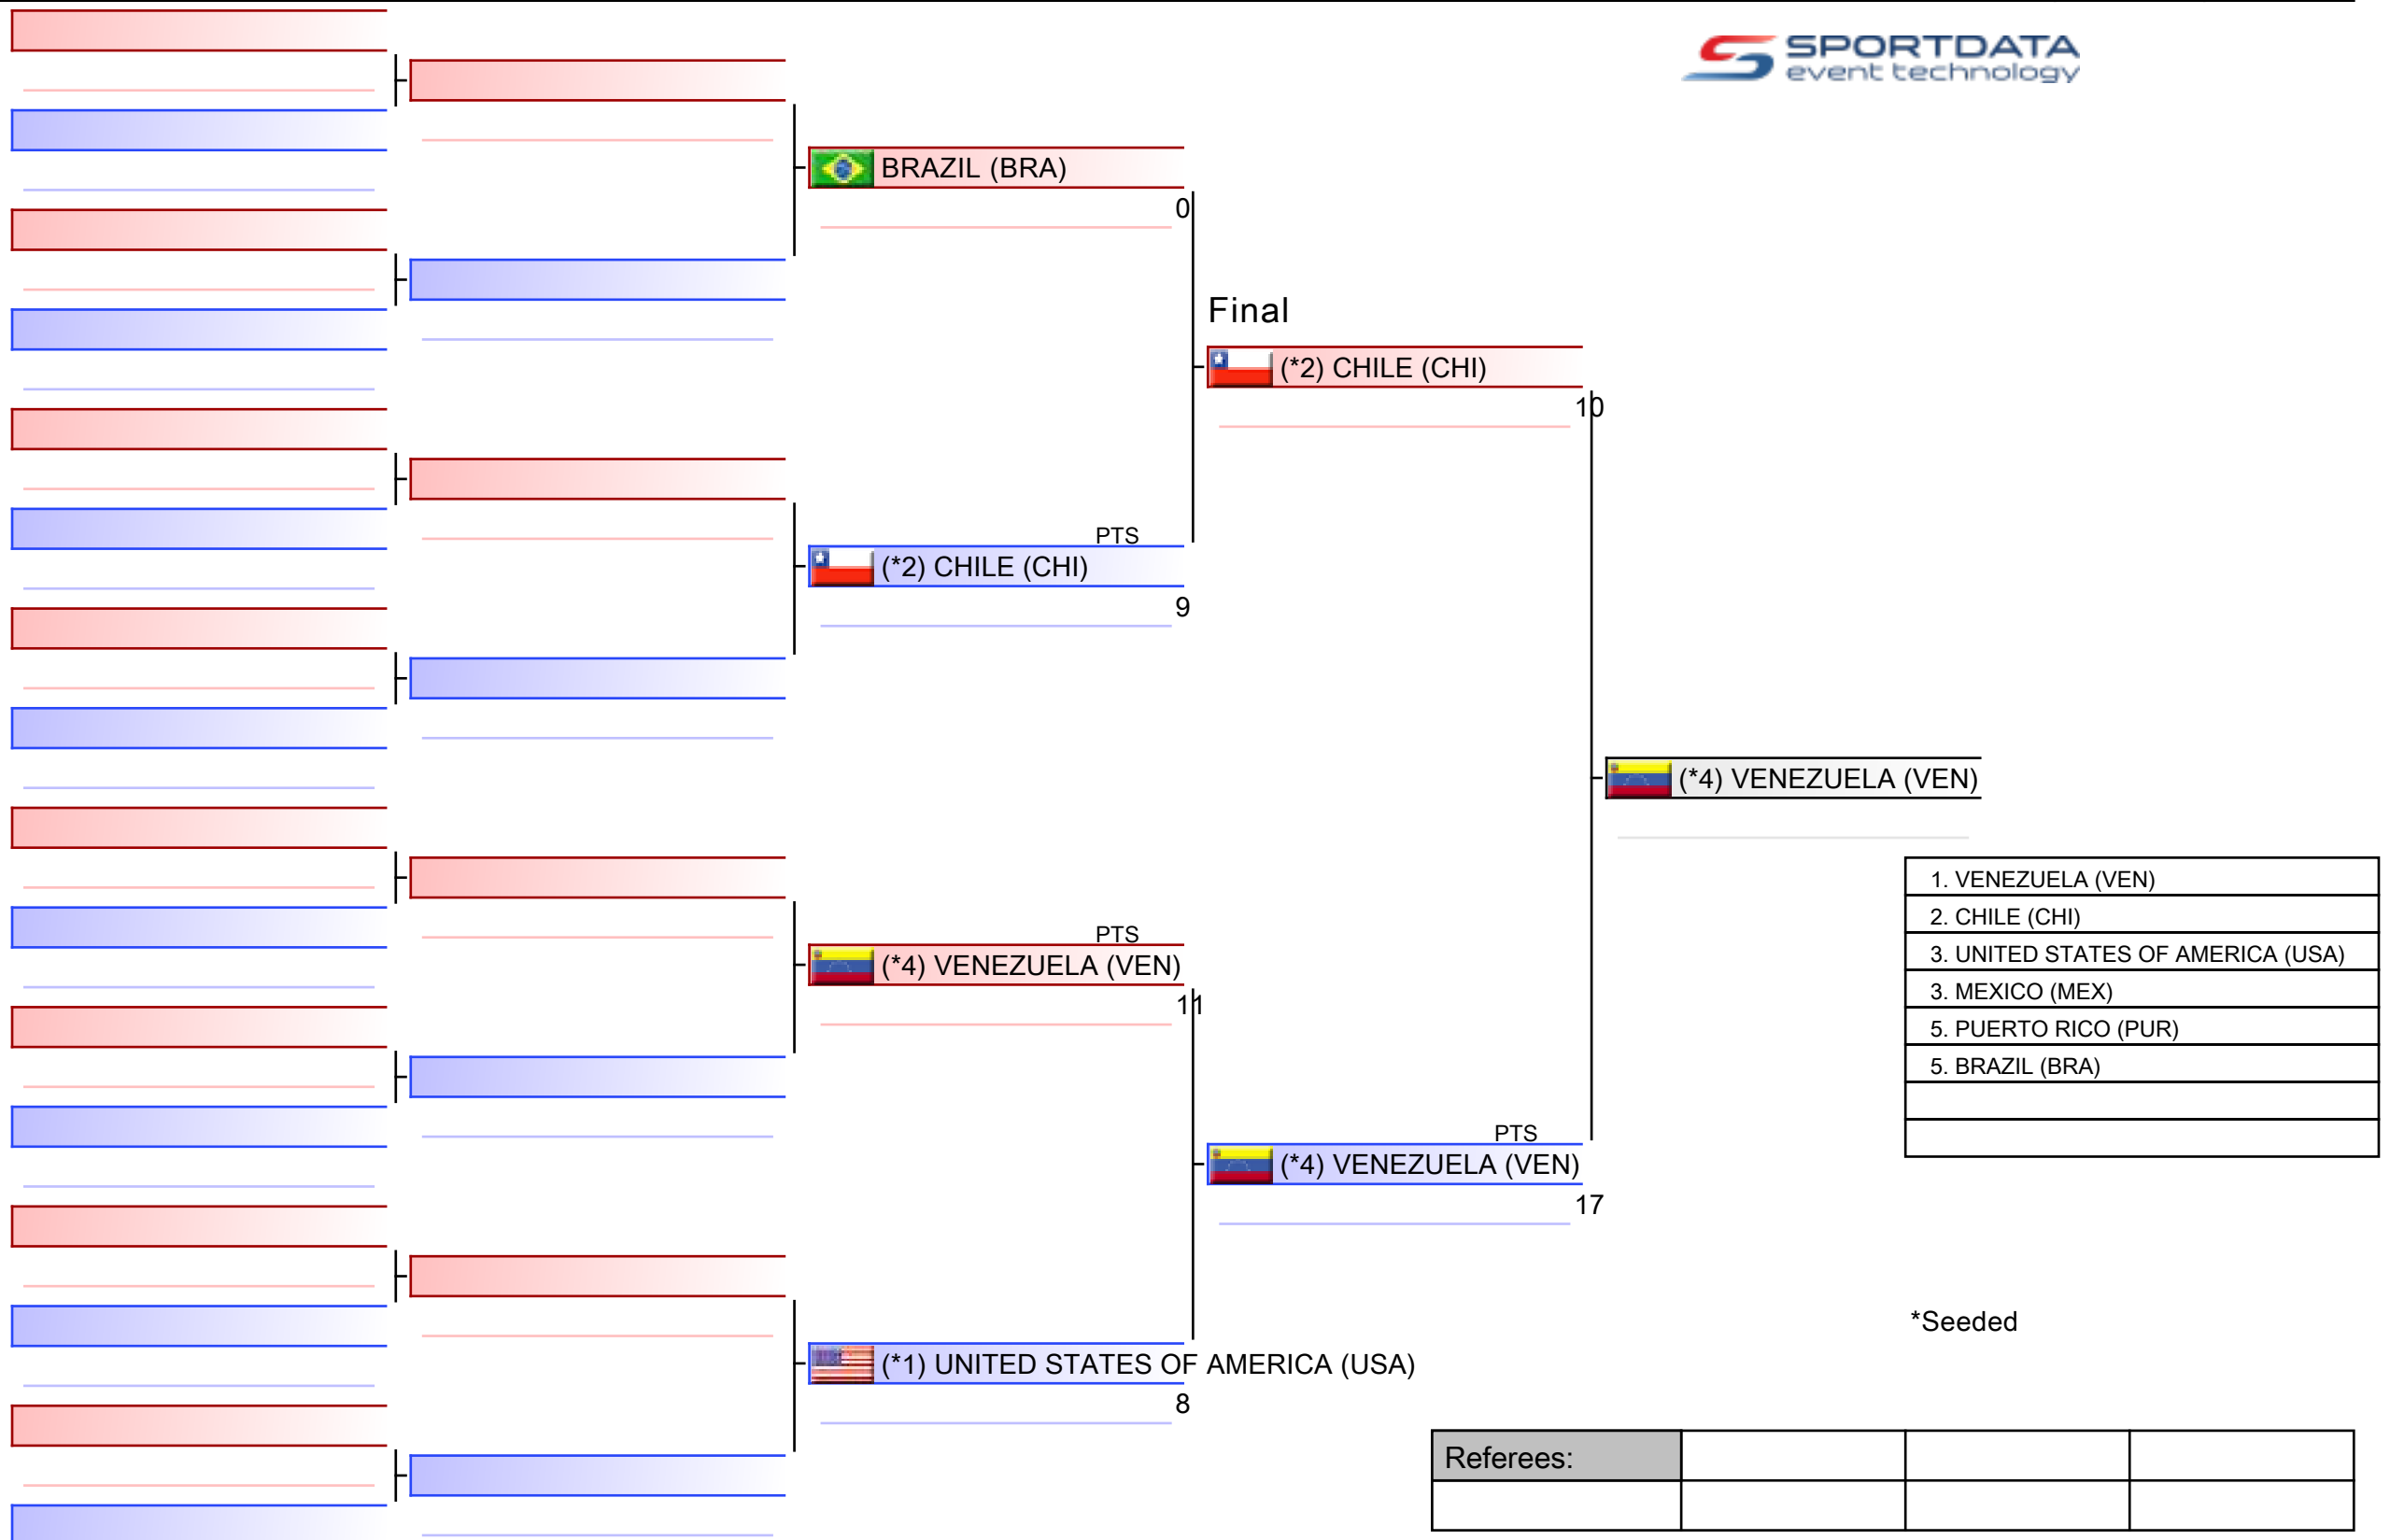 SPORTDATA
event technology
BRAZIL (BRA)
0
Final
(*2) CHILE (CHI)
10
PTS
(*2) CHILE (CHI)
9
(*4) VENEZUELA (VEN)
1. VENEZUELA (VEN)
2. CHILE (CHI)
3. UNITED STATES OF AMERICA (USA)
3. MEXICO (MEX)
5. PUERTO RICO (PUR)
5. BRAZIL (BRA)
PTS
(*4) VENEZUELA (VEN)
11
PTS
(*4) VENEZUELA (VEN)
17
*Seeded
(*1) UNITED STATES OF AMERICA (USA)
8
Referees: